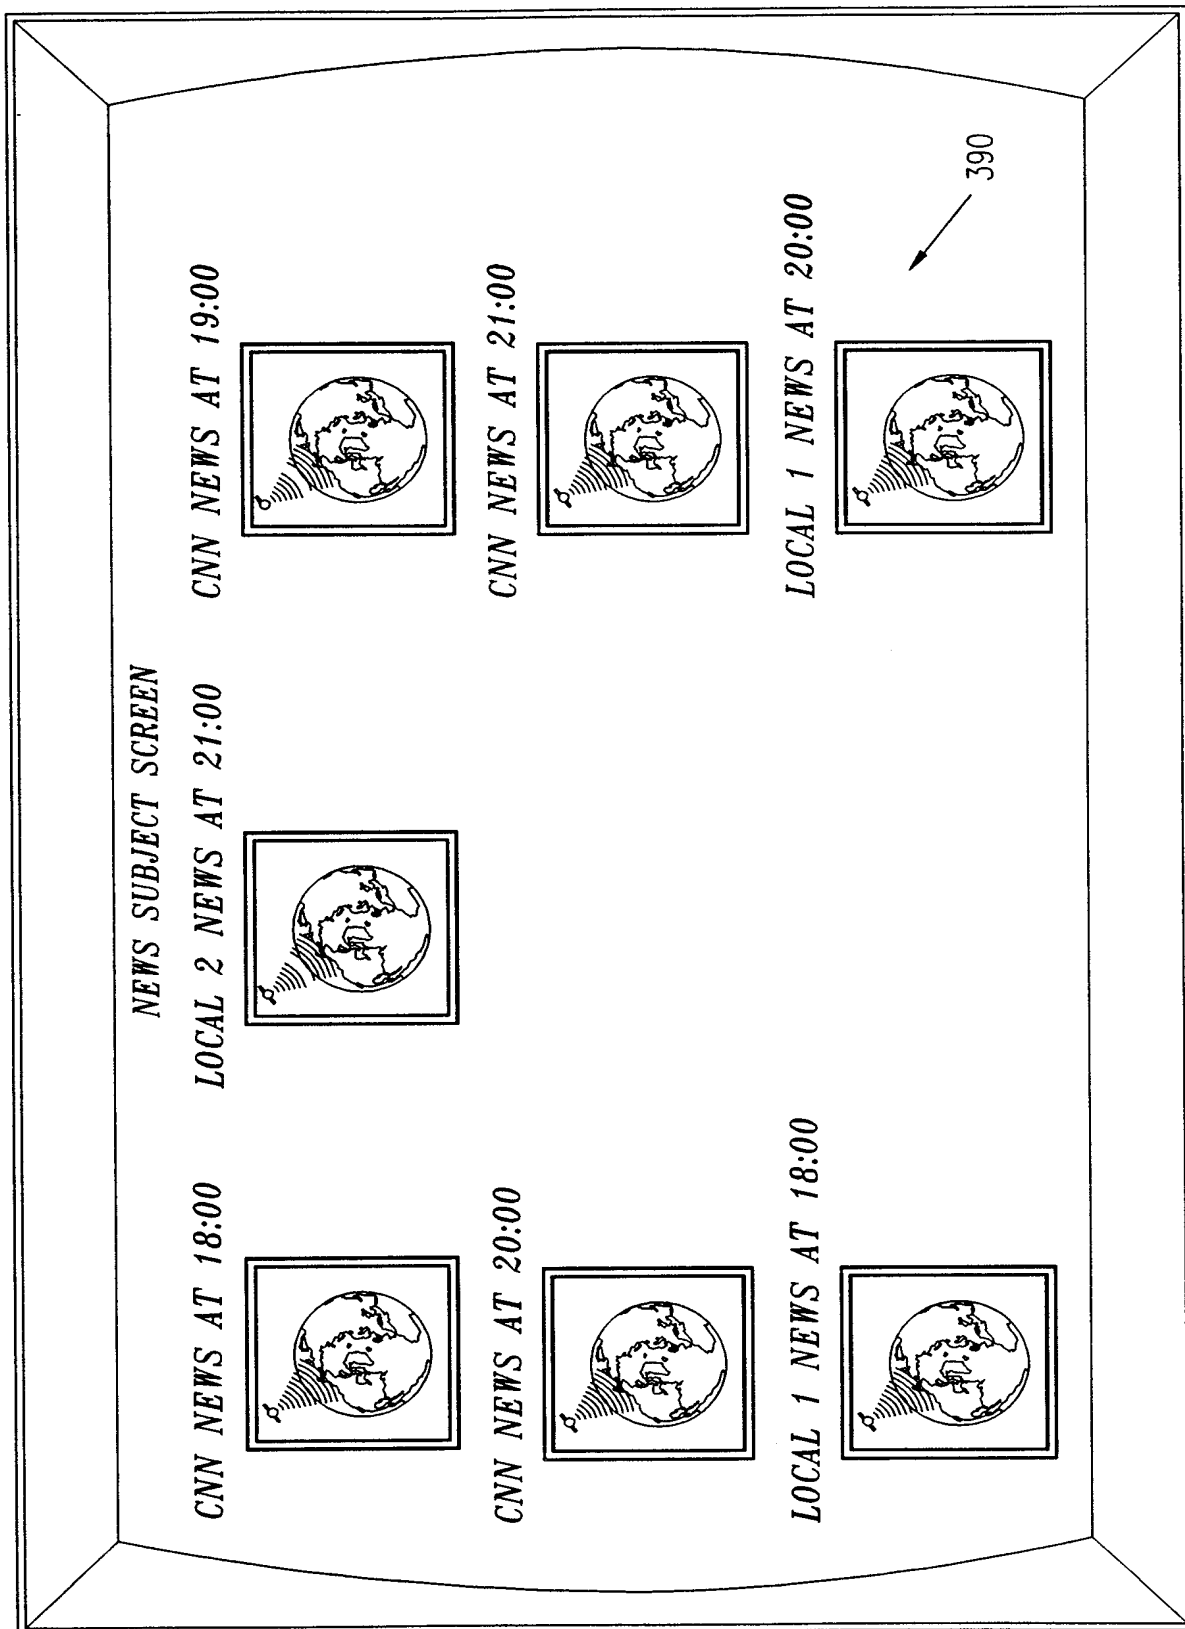 NEWS SUBJECT SCREEN
CNN NEWS AT 18:00
LOCAL 2 NEWS AT 21:00
CNN NEWS AT 19:00
CNN NEWS AT 20:00
CNN NEWS AT 21:00
LOCAL 1 NEWS AT 18:00
LOCAL 1 NEWS AT 20:00
390